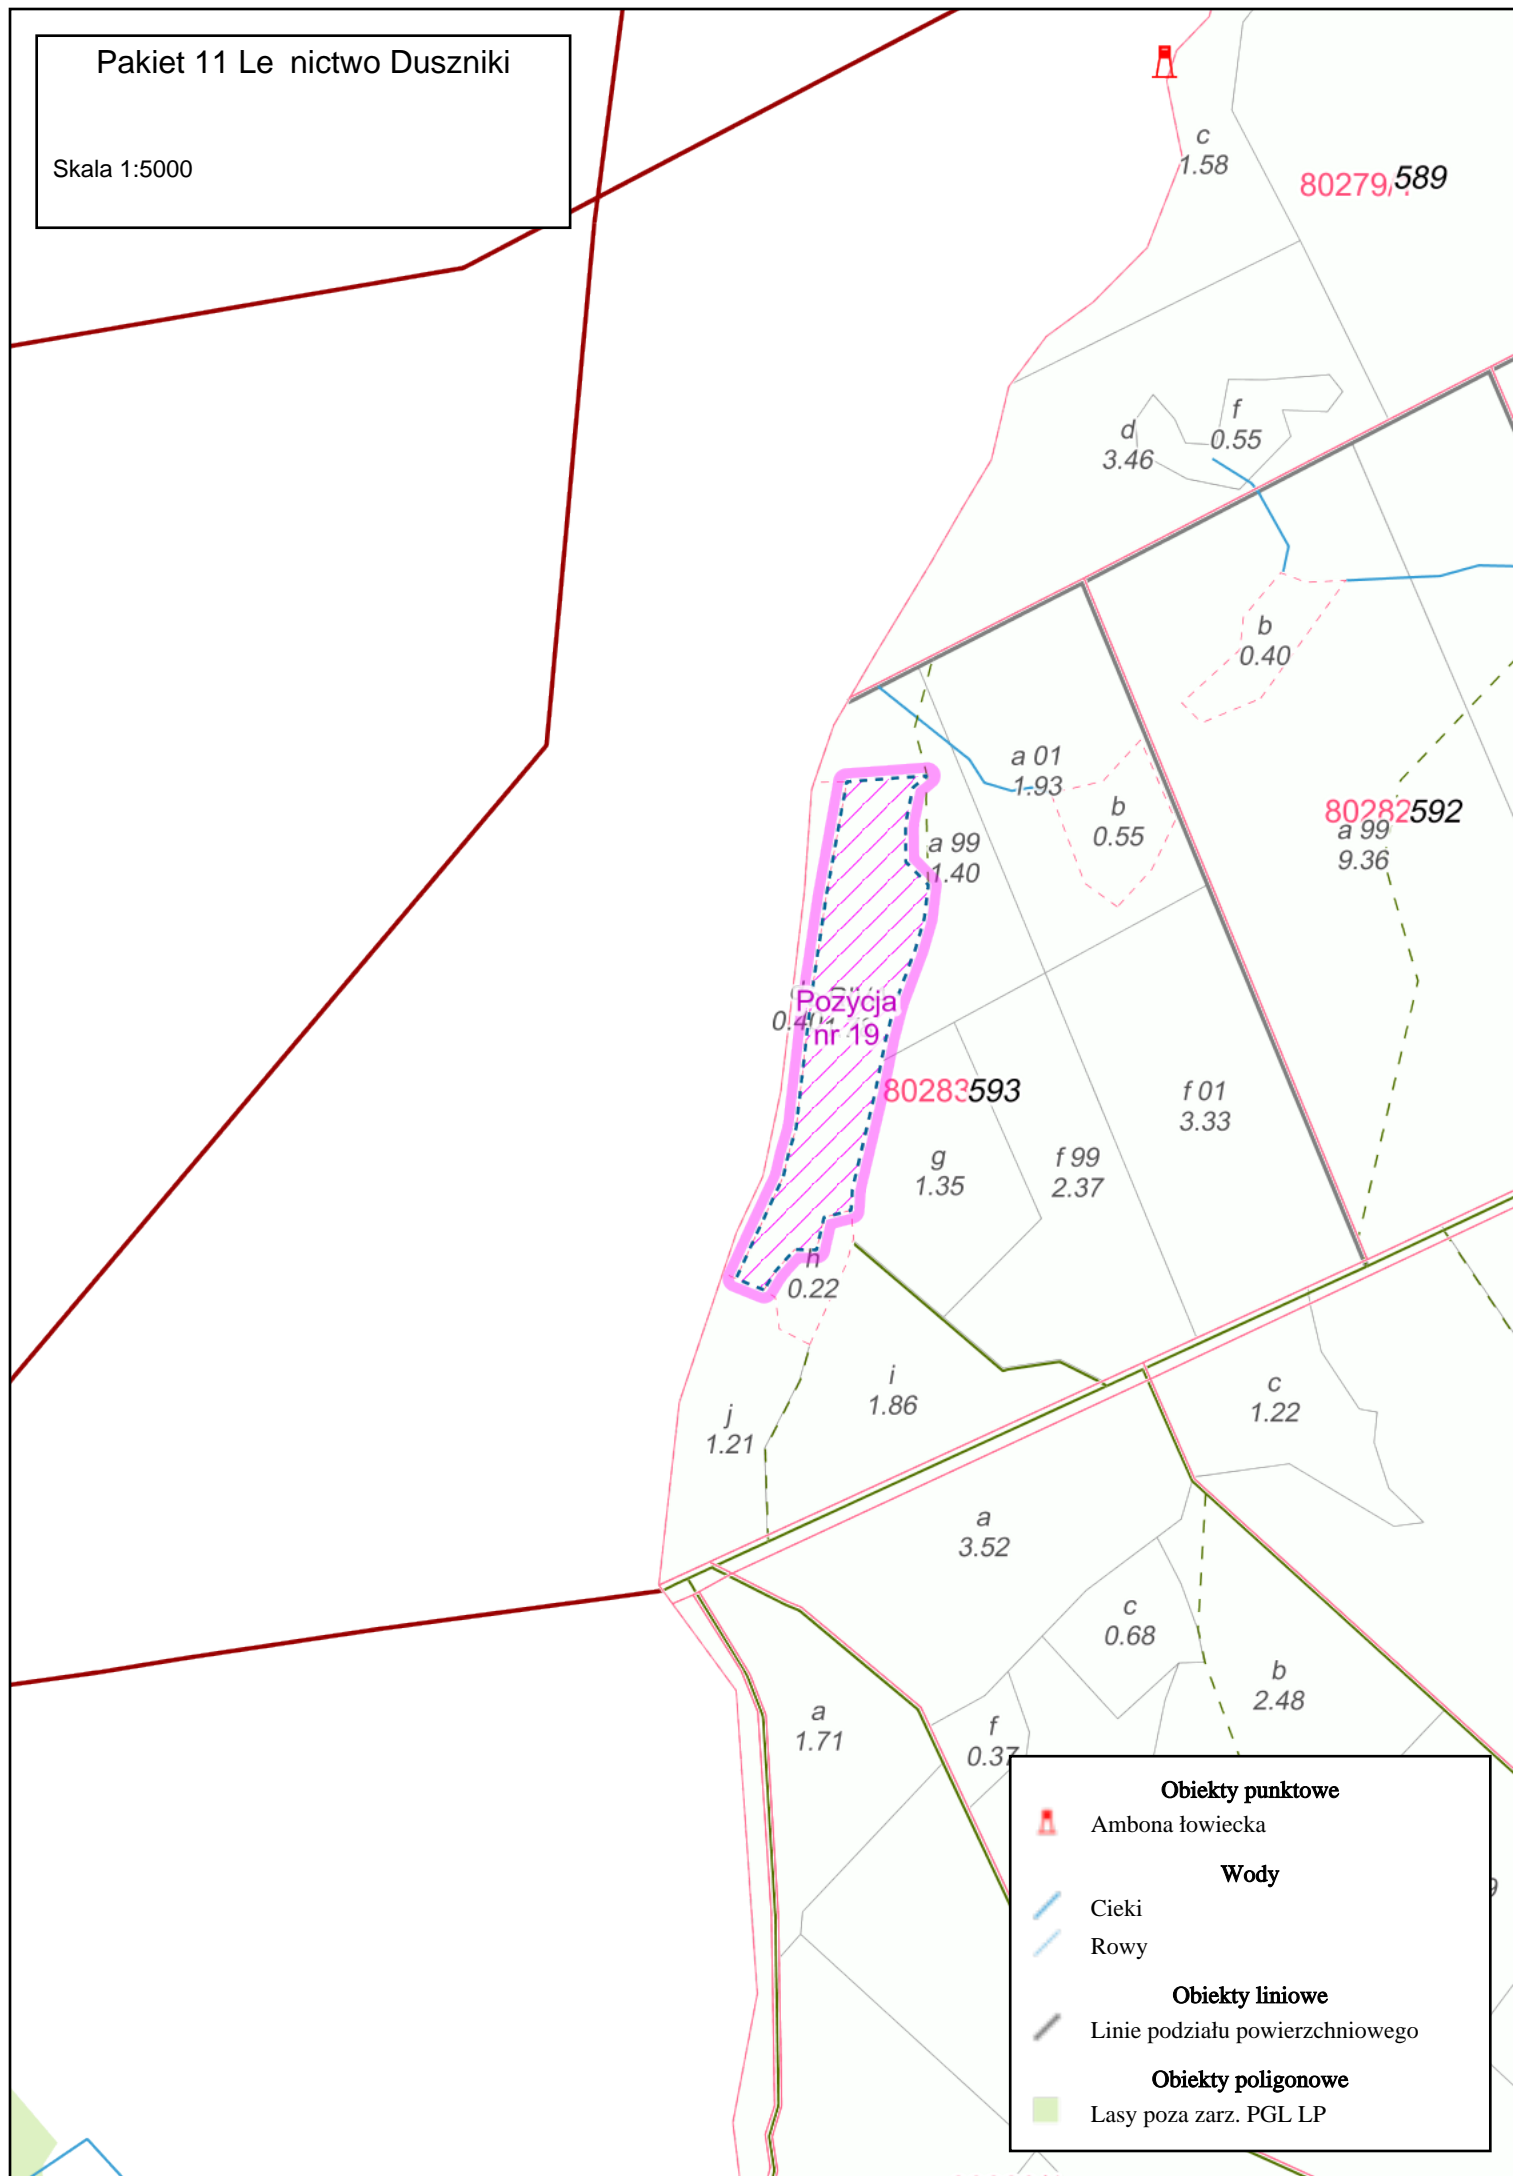 Pakiet 11 Le nictwo Duszniki
Skala 1:5000
c
1.58
80279/
589
f
0.55
d
3.46
b
0.40
a 01
1.93
b
0.55
80282
592
a 99
9.36
a 99
1.40
Pozycja
nr 19
80283
593
f 01
3.33
g
1.35
f 99
2.37
h
0.22
i
1.86
j
1.21
c
1.22
a
3.52
c
0.68
b
2.48
a
1.71
f
0.37
Obiekty punktowe
Ambona łowiecka
Wody
Cieki
Rowy
Obiekty liniowe
Linie podziału powierzchniowego
Obiekty poligonowe
Lasy poza zarz. PGL LP